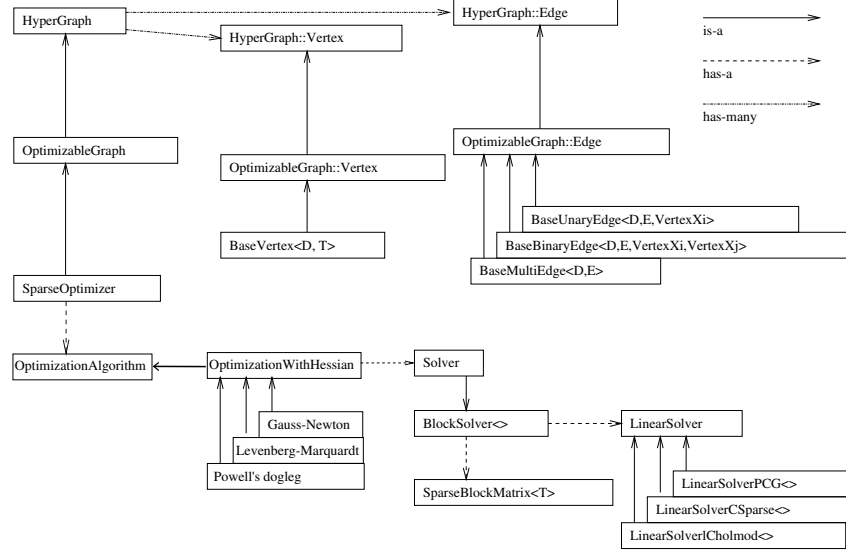 HyperGraph
HyperGraph::Edge
is-a
HyperGraph::Vertex
has-a
has-many
OptimizableGraph
OptimizableGraph::Edge
OptimizableGraph::Vertex
BaseUnaryEdge<D,E,VertexXi>
BaseVertex<D, T>
BaseBinaryEdge<D,E,VertexXi,VertexXj>
BaseMultiEdge<D,E>
SparseOptimizer
OptimizationAlgorithm
OptimizationWithHessian
Solver
Gauss-Newton
BlockSolver<>
LinearSolver
Levenberg-Marquardt
Powell's dogleg
SparseBlockMatrix<T>
LinearSolverPCG<>
LinearSolverCSparse<>
LinearSolverlCholmod<>